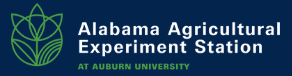 Alabama Agricultural
Experiment Station
AT AUBURN UNIVERSITY